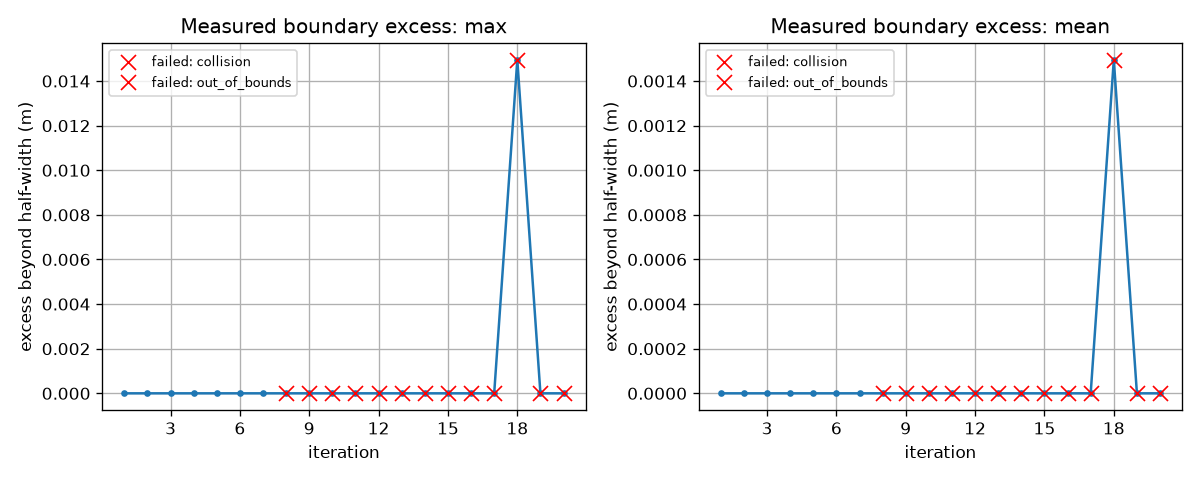 Measured boundary excess: max
failed: collision
failed: out_of_bounds
0.014
0.012
0.010
0.008
0.006
0.004
0.002
0.000
excess beyond half-width (m)
3 6 9 12 15 18
iteration
Measured boundary excess: mean
failed: collision
failed: out_of_bounds
0.0014
0.0012
0.0010
0.0008
0.0006
0.0004
0.0002
0.0000
excess beyond half-width (m)
3 6 9 12 15 18
iteration